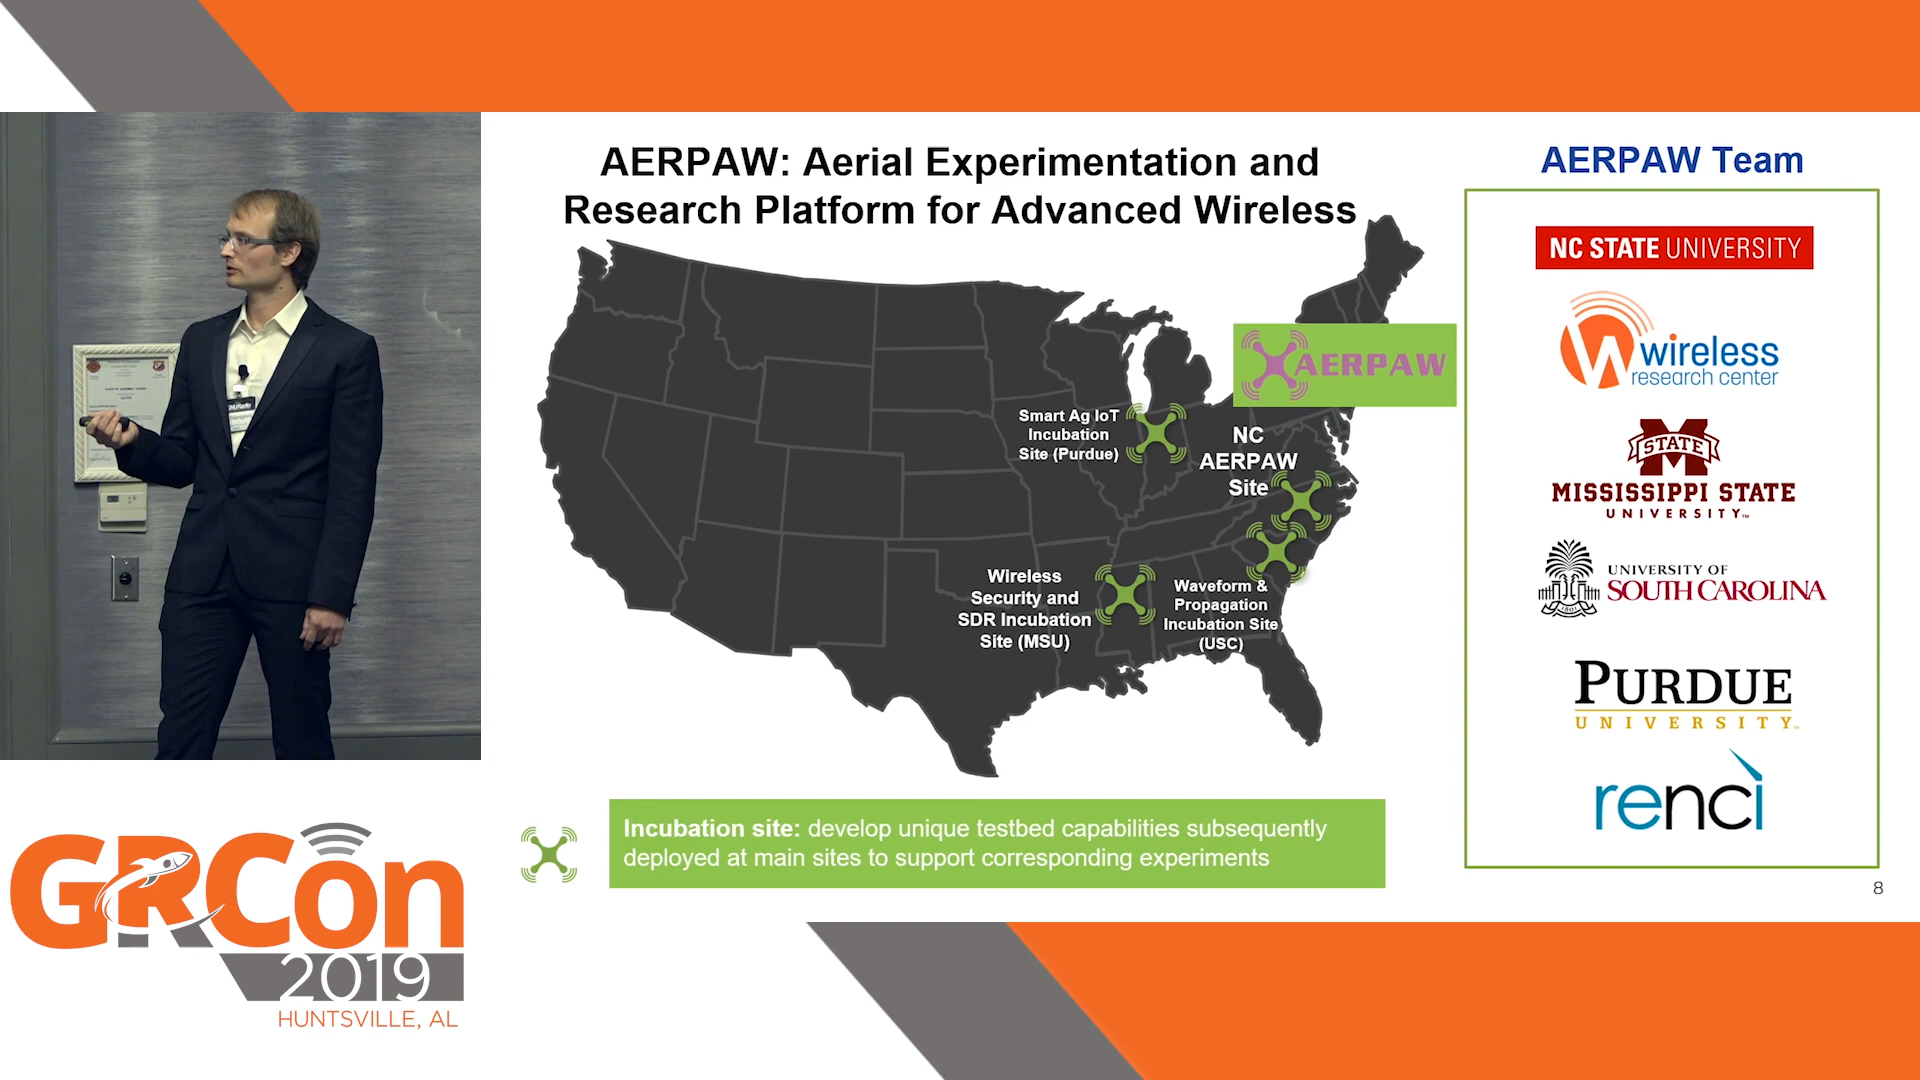 AERPAW: Aerial Experimentation and
Research Platform for Advanced Wireless
AERPAW
Smart Ag IoT
Incubation
Site (Purdue)
NC
AERPAW
Site
Wireless
Security and
SDR Incubation
Site (MSU)
Waveform &
Propagation
Incubation Site
(USC)
Incubation site: develop unique testbed capabilities subsequently
deployed at main sites to support corresponding experiments
AERPAW Team
NC STATE UNIVERSITY
wireless
research center
STATE
MISSISSIPPI STATE
UNIVERSITY™
UNIVERSITY OF
SOUTH CAROLINA
PURDUE
UNIVERSITY™
renci
8
GRCon
2019
HUNTSVILLE, AL